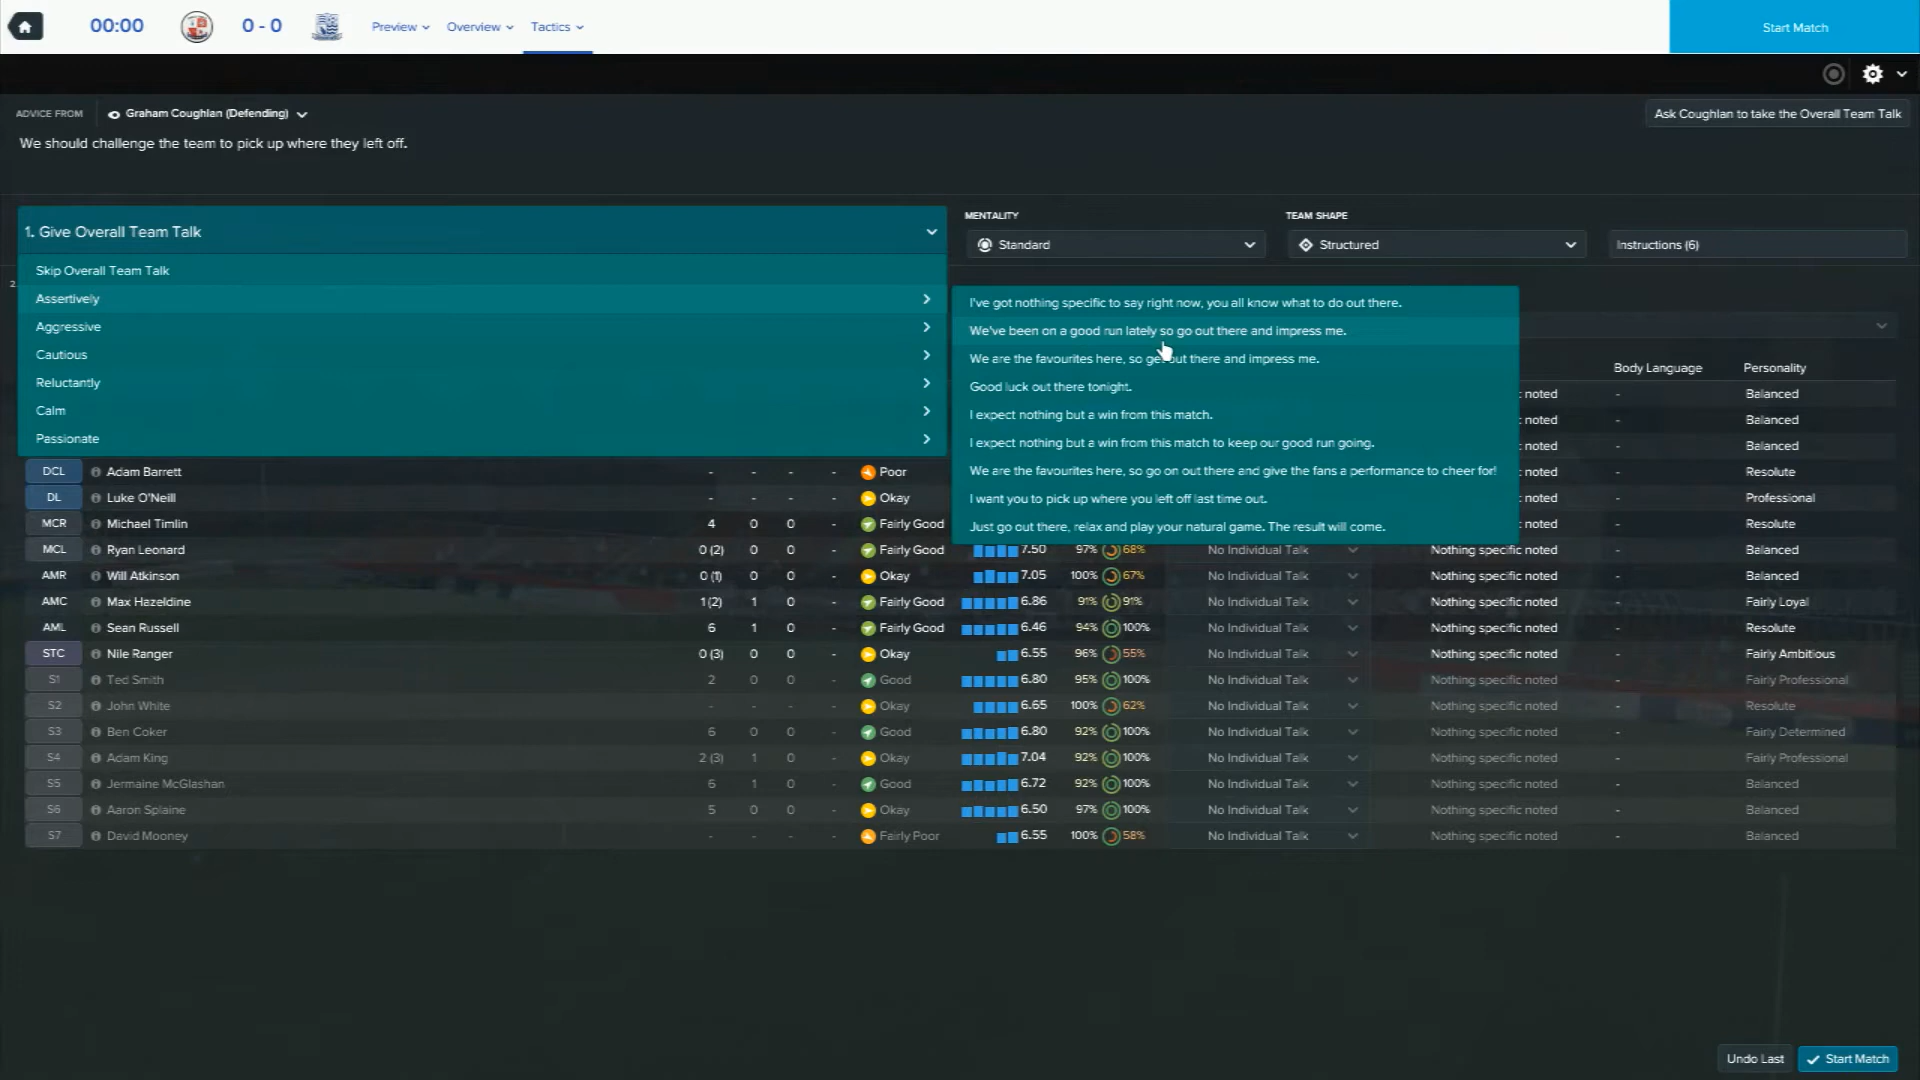 00:00 0 - 0 Preview Overview Tactics Start Match
ADVICE FROM Graham Coughlan (Defending) Ask Coughlan to take the Overall Team Talk
We should challenge the team to pick up where they left off.
MENTALITY TEAM SHAPE
1. Give Overall Team Talk Standard Structured Instructions (6)
Skip Overall Team Talk
2
Assertively
Aggressive
Cautious
Reluctantly
Calm
Passionate
I've got nothing specific to say right now, you all know what to do out there.
We've been on a good run lately so go out there and impress me.
We are the favourites here, so get out there and impress me.
Good luck out there tonight.
I expect nothing but a win from this match.
I expect nothing but a win from this match to keep our good run going.
We are the favourites here, so go on out there and give the fans a performance to cheer for!
I want you to pick up where you left off last time out.
Just go out there, relax and play your natural game. The result will come.
Body Language Personality
noted - Balanced
noted - Balanced
noted - Balanced
DCL Adam Barrett - - - - Poor noted - Resolute
DL Luke O'Neill - - - - Okay noted - Professional
MCR Michael Timlin 4 0 0 - Fairly Good noted - Resolute
MCL Ryan Leonard 0 (2) 0 0 - Fairly Good 7.50 97% 68% No Individual Talk Nothing specific noted - Balanced
AMR Will Atkinson 0 (1) 0 0 - Okay 7.05 100% 67% No Individual Talk Nothing specific noted - Balanced
AMC Max Hazeldine 1 (2) 1 0 - Fairly Good 6.86 91% 91% No Individual Talk Nothing specific noted - Fairly Loyal
AML Sean Russell 6 1 0 - Fairly Good 6.46 94% 100% No Individual Talk Nothing specific noted - Resolute
STC Nile Ranger 0 (3) 0 0 - Okay 6.55 96% 55% No Individual Talk Nothing specific noted - Fairly Ambitious
S1 Ted Smith 2 0 0 - Good 6.80 95% 100% No Individual Talk Nothing specific noted - Fairly Professional
S2 John White - - - - Okay 6.65 100% 62% No Individual Talk Nothing specific noted - Resolute
S3 Ben Coker 6 0 0 - Good 6.80 92% 100% No Individual Talk Nothing specific noted - Fairly Determined
S4 Adam King 2 (3) 1 0 - Okay 7.04 92% 100% No Individual Talk Nothing specific noted - Fairly Professional
S5 Jermaine McGlashan 6 1 0 - Good 6.72 92% 100% No Individual Talk Nothing specific noted - Balanced
S6 Aaron Splaine 5 0 0 - Okay 6.50 97% 100% No Individual Talk Nothing specific noted - Balanced
S7 David Mooney - - - - Fairly Poor 6.55 100% 58% No Individual Talk Nothing specific noted - Balanced
Undo Last Start Match